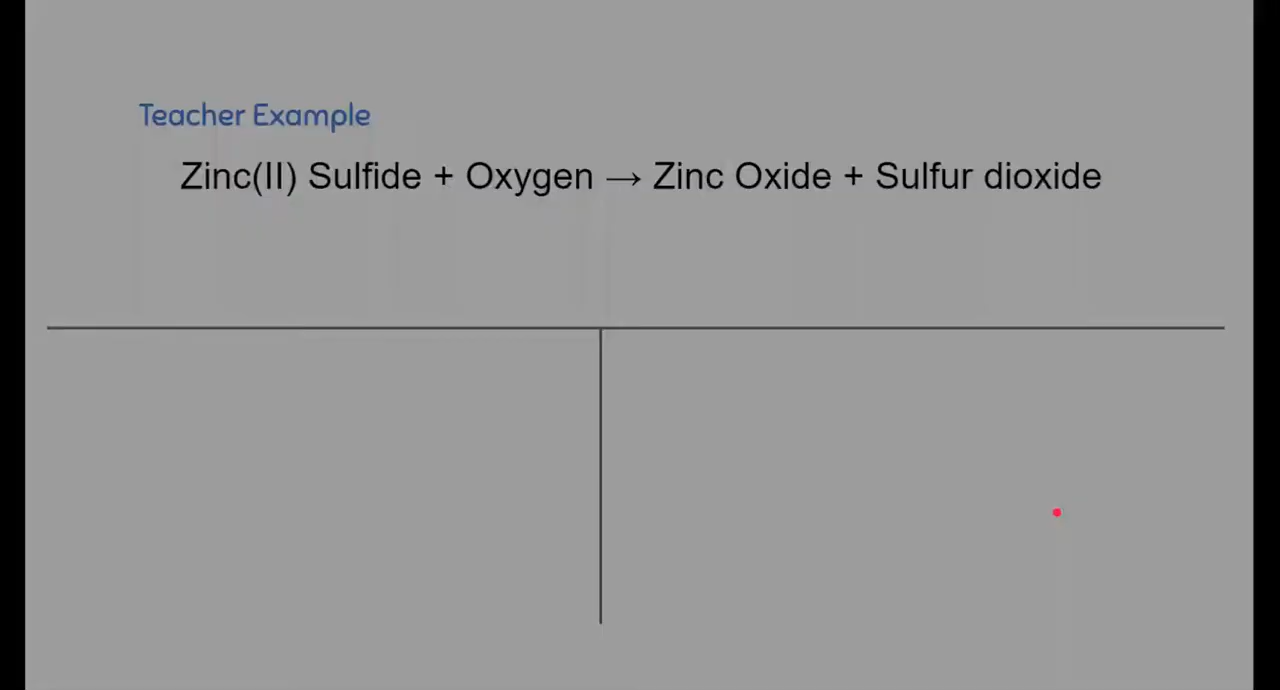 Teacher Example
Zinc(II) Sulfide + Oxygen → Zinc Oxide + Sulfur dioxide